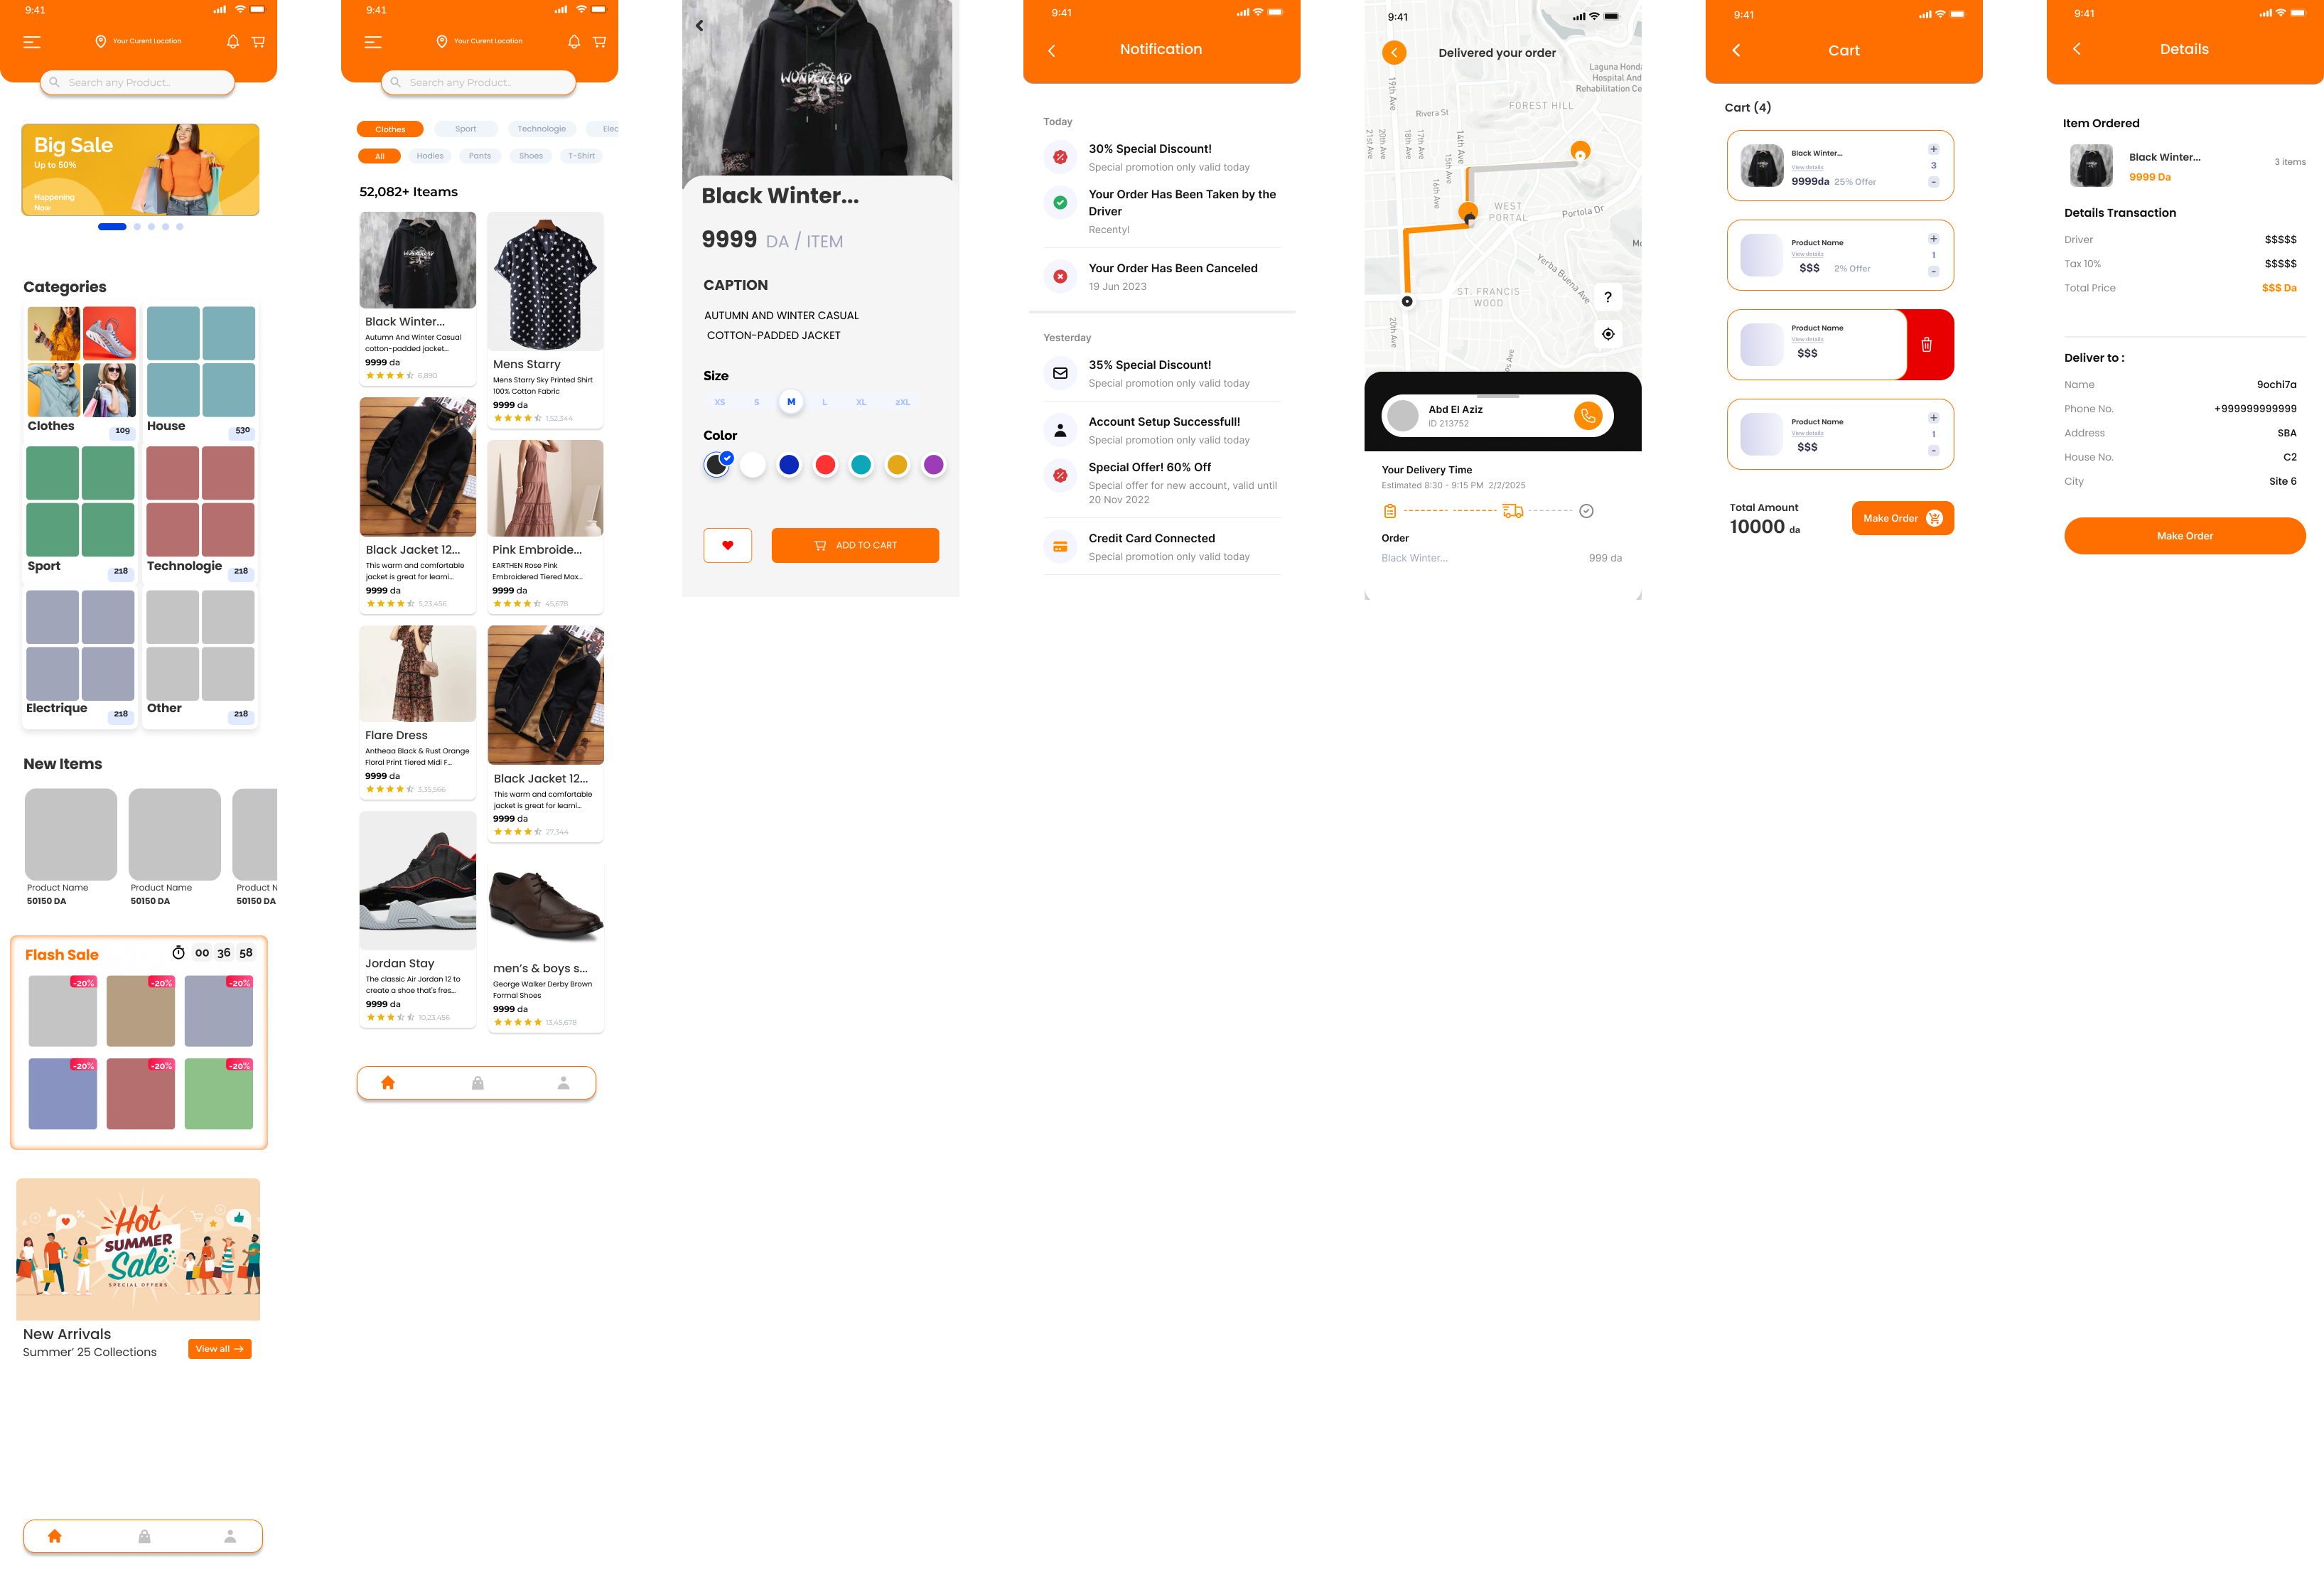 9:41
Your Curent Location
Search any Product..
Big Sale
Up to 50%
Happening
Now
Categories
Clothes
109
House
530
Sport
218
Technologie
218
Electrique
218
Other
218
New Items
Product Name
50150 DA
Product Name
50150 DA
Product N
50150 DA
Flash Sale
00 36 58
-20%
-20%
-20%
-20%
-20%
-20%
Hot
SUMMER
Sale
SPECIAL OFFERS
New Arrivals
Summer' 25 Collections
View all
9:41
Your Curent Location
Search any Product..
Clothes
Sport
Technologie
Elec
All
Hodies
Pants
Shoes
T-Shirt
52,082+ Iteams
Black Winter...
Autumn And Winter Casual
cotton-padded jacket...
9999 da
6,890
Mens Starry
Mens Starry Sky Printed Shirt
100% Cotton Fabric
9999 da
1,52,344
Black Jacket 12...
This warm and comfortable
jacket is great for learni...
9999 da
5,23,456
Pink Embroide...
EARTHEN Rose Pink
Embroidered Tiered Max...
9999 da
45,678
Flare Dress
Antheaa Black & Rust Orange
Floral Print Tiered Midi F...
9999 da
3,35,566
Black Jacket 12...
This warm and comfortable
jacket is great for learni...
9999 da
27,344
Jordan Stay
The classic Air Jordan 12 to
create a shoe that's fres...
9999 da
10,23,456
men's & boys s...
George Walker Derby Brown
Formal Shoes
9999 da
13,45,678
WONDEREAD
Black Winter...
9999 DA / ITEM
CAPTION
AUTUMN AND WINTER CASUAL
COTTON-PADDED JACKET
Size
XS
S
M
L
XL
2XL
Color
ADD TO CART
9:41
Notification
Today
30% Special Discount!
Special promotion only valid today
Your Order Has Been Taken by the
Driver
Recentyl
Your Order Has Been Canceled
19 Jun 2023
Yesterday
35% Special Discount!
Special promotion only valid today
Account Setup Successfull!
Special promotion only valid today
Special Offer! 60% Off
Special offer for new account, valid until
20 Nov 2022
Credit Card Connected
Special promotion only valid today
9:41
Delivered your order
Laguna Hond
Hospital And
Rehabilitation Ce
19th Ave
FOREST HILL
Rivera St
21st Ave
20th Ave
18th Ave
17th Ave
14th Ave
15th Ave
16th Ave
WEST
PORTAL
Portola Dr
Mo
Yerba Buena Ave
ST. FRANCIS
WOOD
?
20th Ave
os Ave
Abd El Aziz
ID 213752
Your Delivery Time
Estimated 8:30 - 9:15 PM 2/2/2025
Order
Black Winter...
999 da
9:41
Cart
Cart (4)
Black Winter...
View details
9999da 25% Offer
+
3
-
Product Name
View details
$$$ 2% Offer
+
1
-
Product Name
View details
$$$
Product Name
View details
$$$
+
1
-
Total Amount
10000 da
Make Order
9:41
Details
Item Ordered
Black Winter...
9999 Da
3 items
Details Transaction
Driver
$$$$$
Tax 10%
$$$$$
Total Price
$$$ Da
Deliver to :
Name
9ochi7a
Phone No.
+999999999999
Address
SBA
House No.
C2
City
Site 6
Make Order